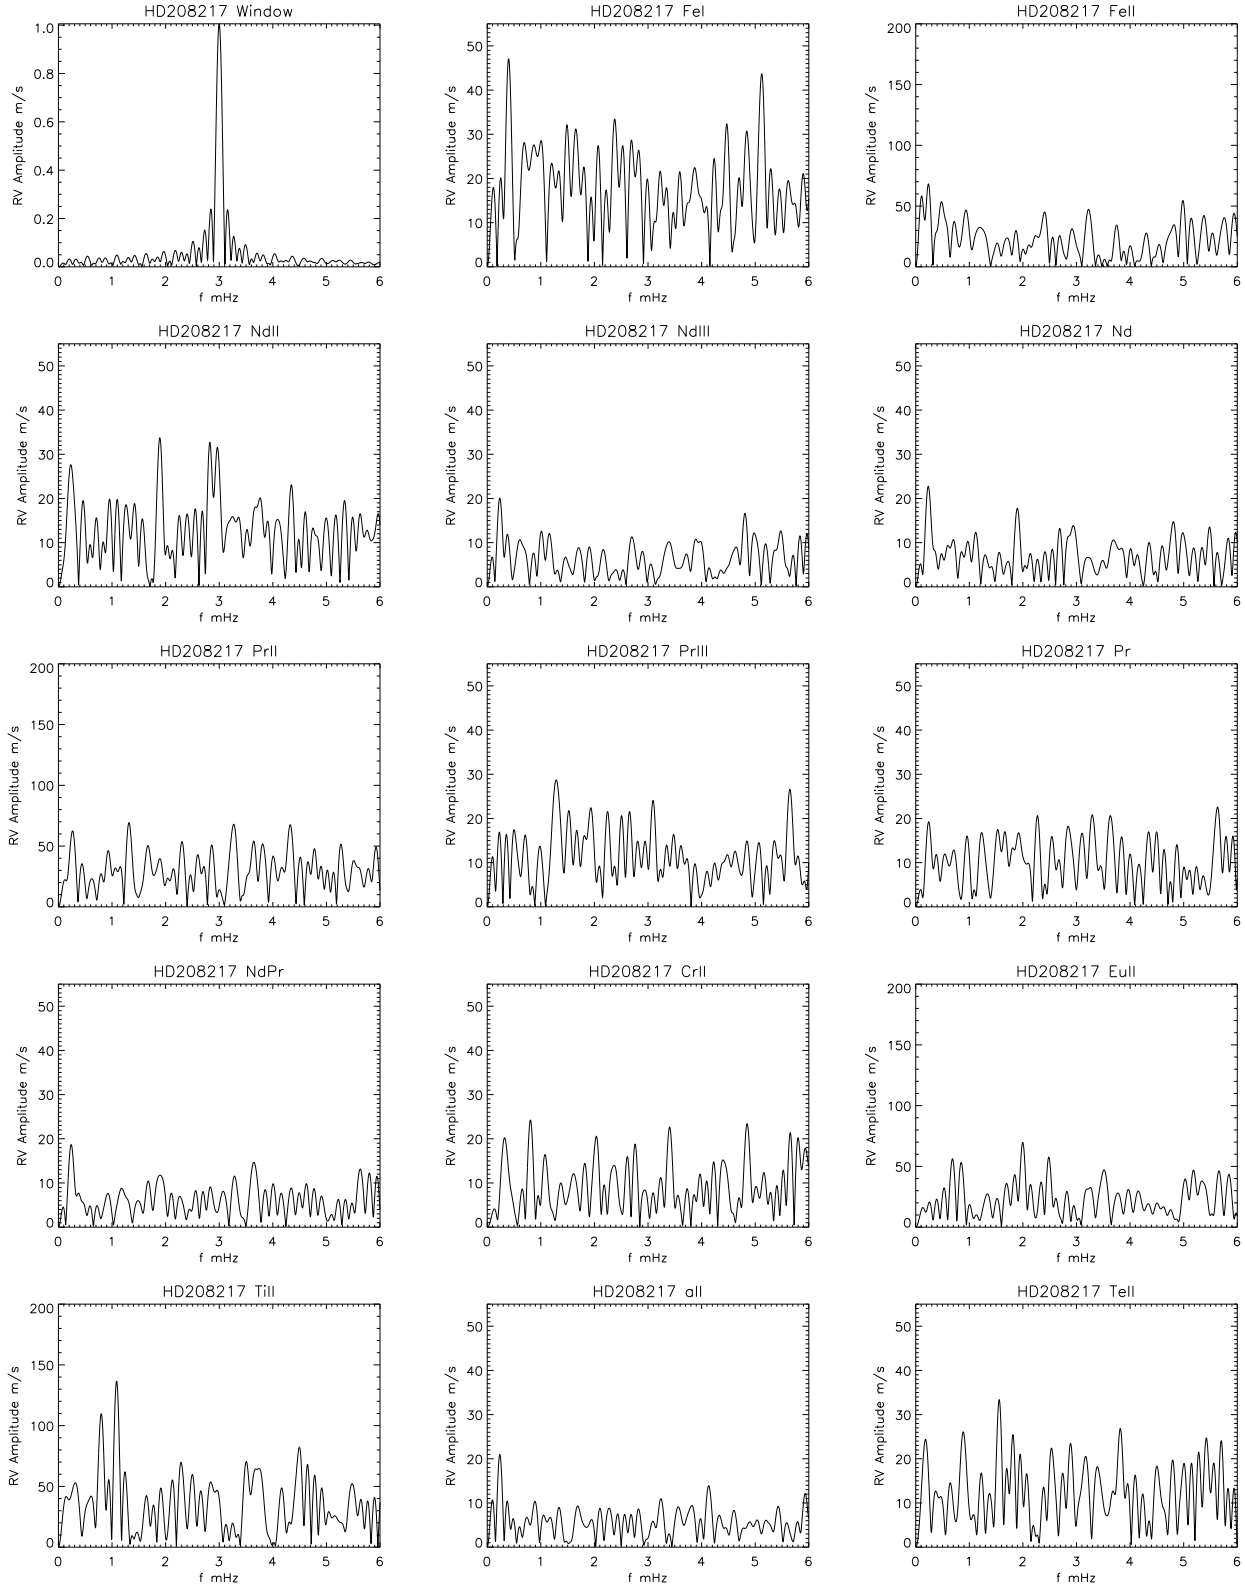 HD208217 Window
HD208217 FeI
HD208217 FeII
RV Amplitude m/s
1.0
0.8
0.6
0.4
0.2
0.0
0 1 2 3 4 5 6
f mHz
RV Amplitude m/s
50
40
30
20
10
0
0 1 2 3 4 5 6
f mHz
RV Amplitude m/s
200
150
100
50
0
0 1 2 3 4 5 6
f mHz
HD208217 NdII
HD208217 NdIII
HD208217 Nd
RV Amplitude m/s
50
40
30
20
10
0
0 1 2 3 4 5 6
f mHz
RV Amplitude m/s
50
40
30
20
10
0
0 1 2 3 4 5 6
f mHz
RV Amplitude m/s
50
40
30
20
10
0
0 1 2 3 4 5 6
f mHz
HD208217 PrII
HD208217 PrIII
HD208217 Pr
RV Amplitude m/s
200
150
100
50
0
0 1 2 3 4 5 6
f mHz
RV Amplitude m/s
50
40
30
20
10
0
0 1 2 3 4 5 6
f mHz
RV Amplitude m/s
50
40
30
20
10
0
0 1 2 3 4 5 6
f mHz
HD208217 NdPr
HD208217 CrII
HD208217 EuII
RV Amplitude m/s
50
40
30
20
10
0
0 1 2 3 4 5 6
f mHz
RV Amplitude m/s
50
40
30
20
10
0
0 1 2 3 4 5 6
f mHz
RV Amplitude m/s
200
150
100
50
0
0 1 2 3 4 5 6
f mHz
HD208217 TiII
HD208217 all
HD208217 TeII
RV Amplitude m/s
200
150
100
50
0
0 1 2 3 4 5 6
f mHz
RV Amplitude m/s
50
40
30
20
10
0
0 1 2 3 4 5 6
f mHz
RV Amplitude m/s
50
40
30
20
10
0
0 1 2 3 4 5 6
f mHz